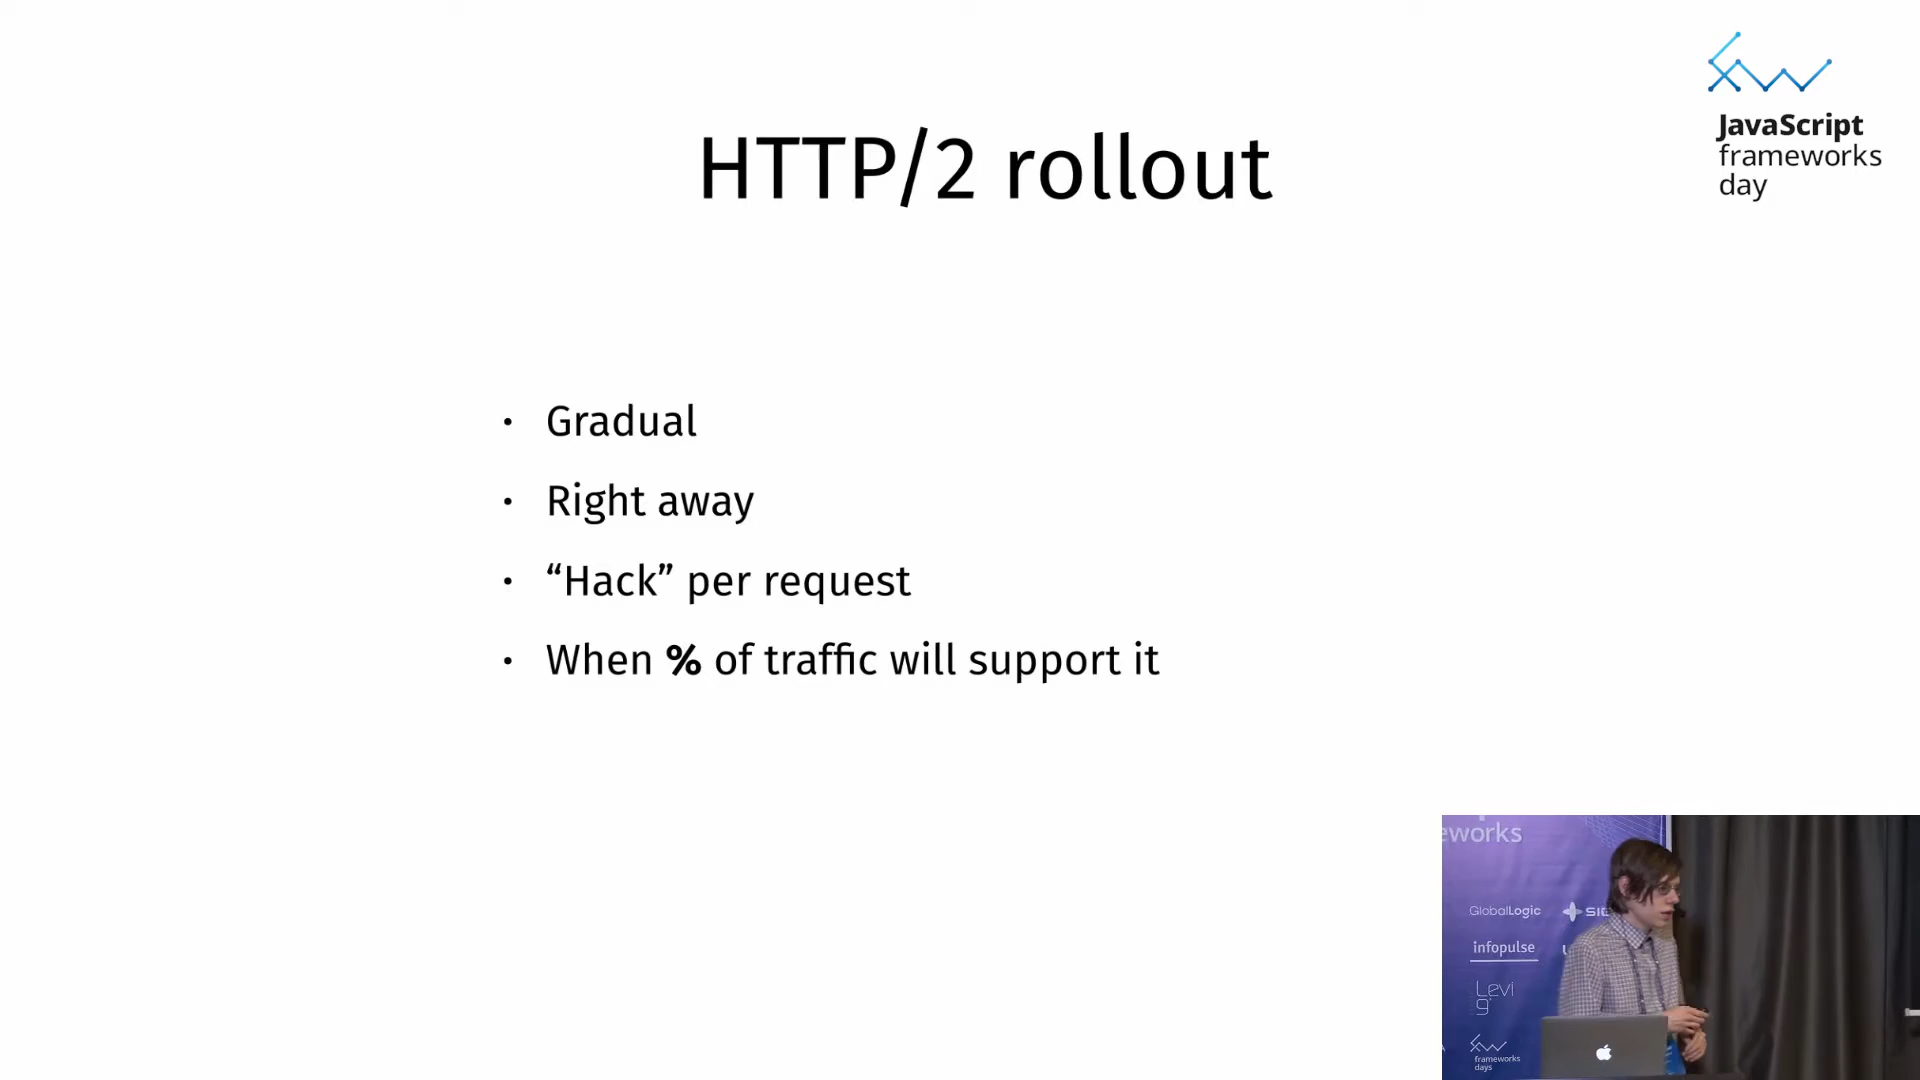 JavaScript
frameworks
day
HTTP/2 rollout
• Gradual
• Right away
• “Hack” per request
• When % of traffic will support it
eworks
GlobalLogic
infopulse
Levi
9
frameworks
days